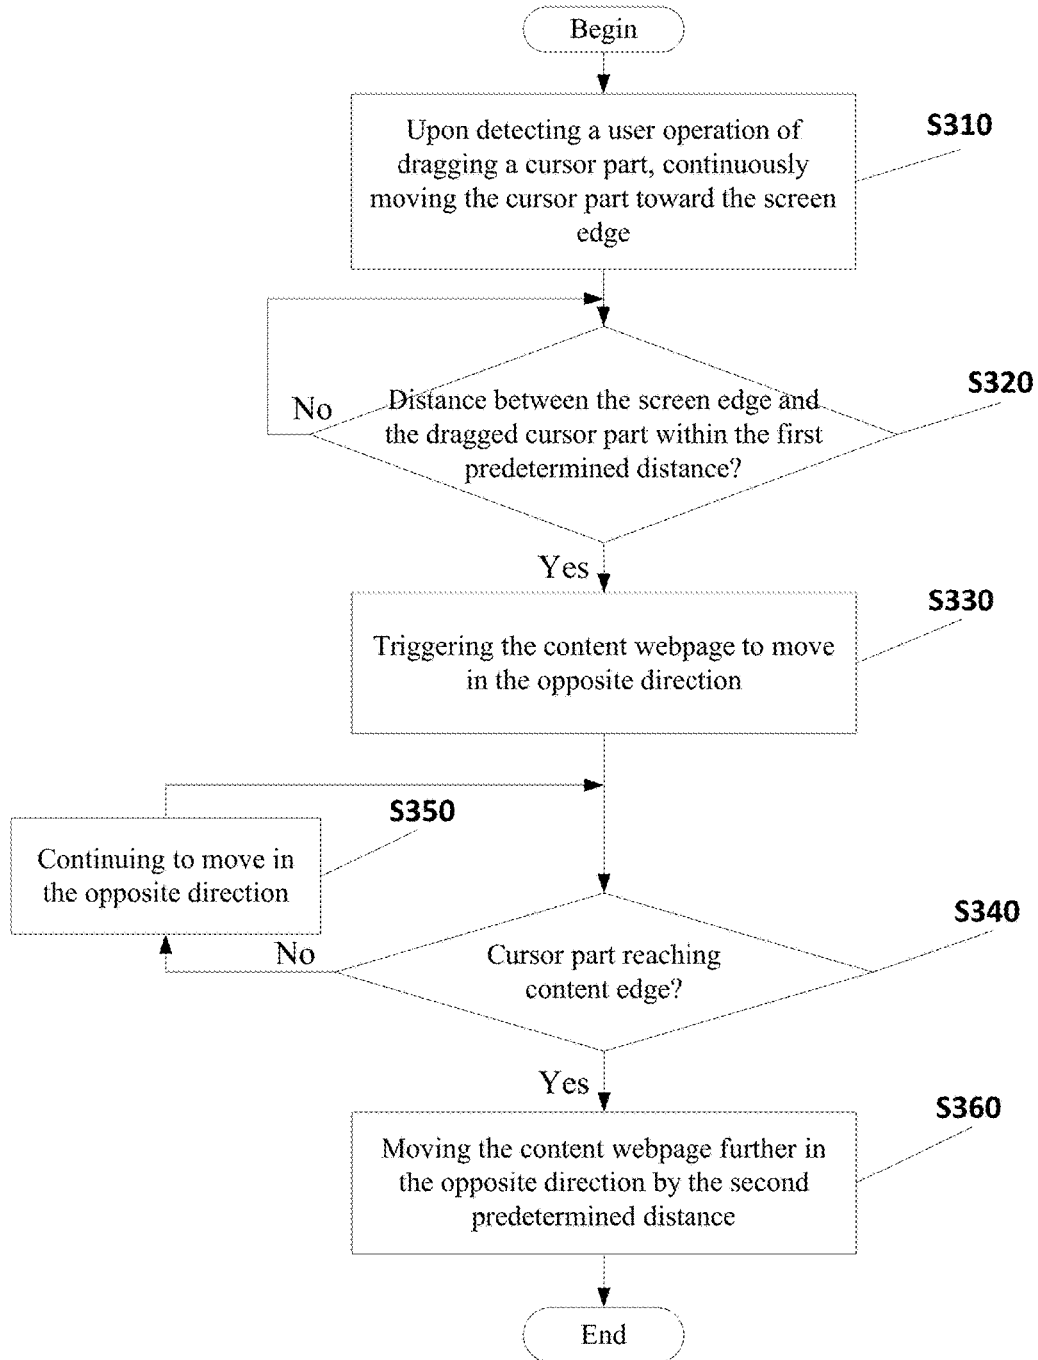 Begin
Upon detecting a user operation of
dragging a cursor part, continuously
moving the cursor part toward the screen
edge
S310
Distance between the screen edge and
the dragged cursor part within the first
predetermined distance?
S320
No
Yes
Triggering the content webpage to move
in the opposite direction
S330
Continuing to move in
the opposite direction
S350
Cursor part reaching
content edge?
S340
No
Yes
Moving the content webpage further in
the opposite direction by the second
predetermined distance
S360
End